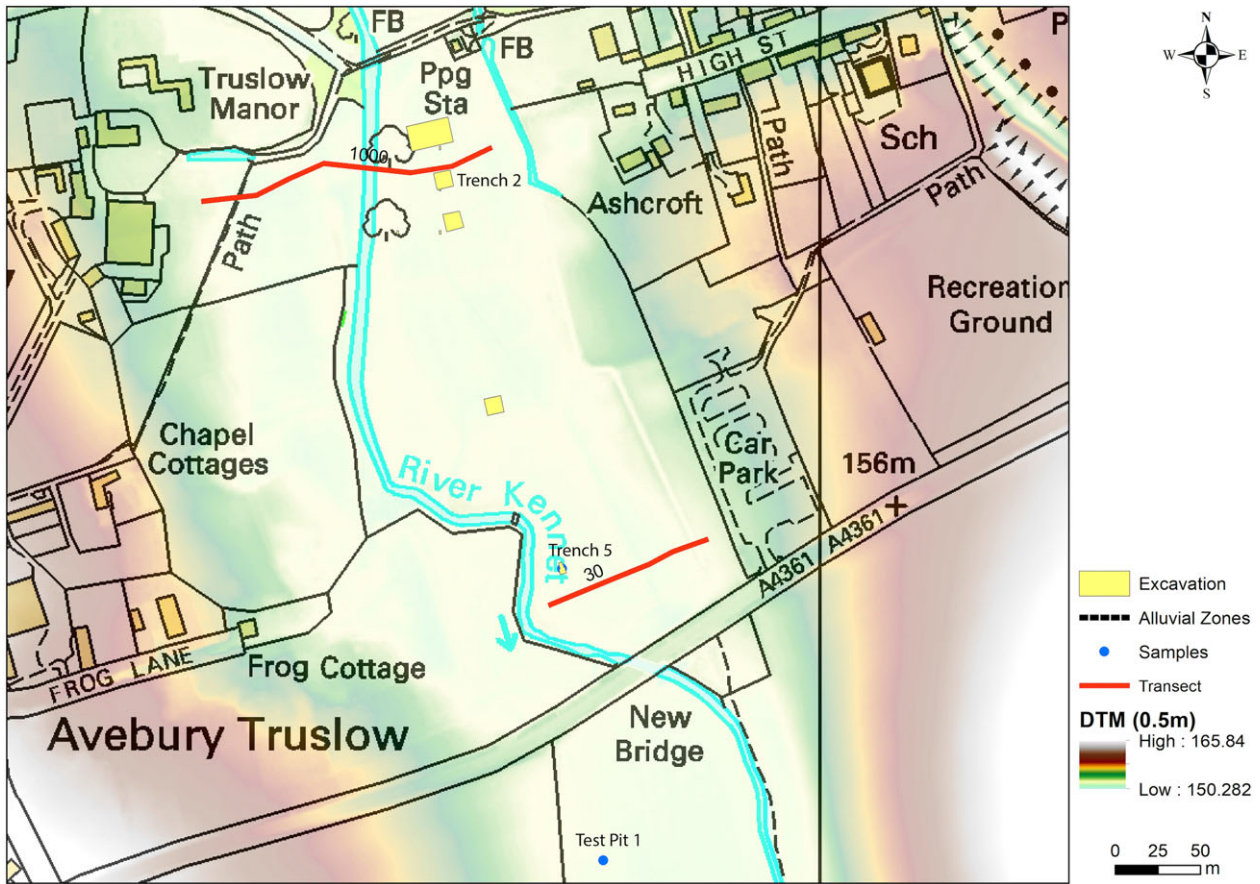 FB
FB
P
N
W
E
S
HIGH ST
Truslow
Manor
Ppg
Sta
Path
Sch
1000
Trench 2
Path
Ashcroft
Path
Recreation
Ground
Chapel
Cottages
Car
Park
156m
River Kennet
A4361
A4361
Trench 5
30
FROG LANE
Frog Cottage
Avebury Truslow
New
Bridge
Test Pit 1
Excavation
Alluvial Zones
Samples
Transect
DTM (0.5m)
High : 165.84
Low : 150.282
0 25 50
m